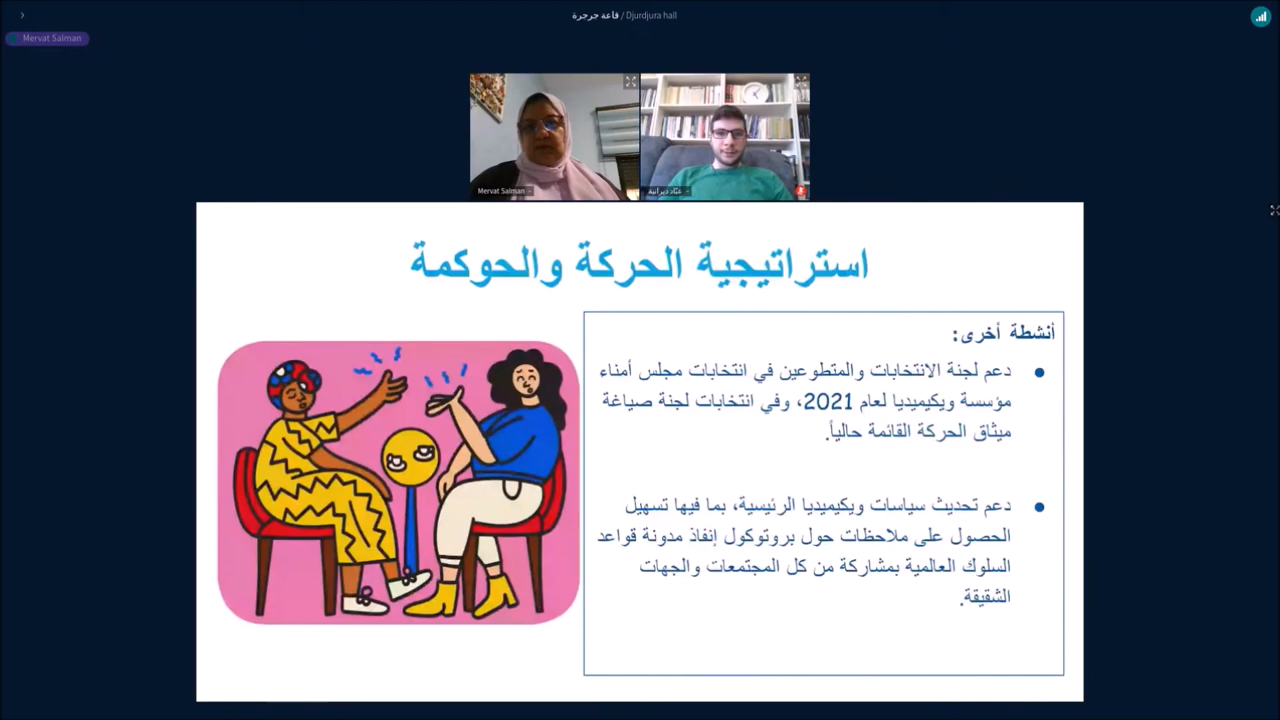 قاعة جرجرة / Djurdjura hall
Mervat Salman
Mervat Salman
عبّاد ديرانية
استراتيجية الحركة والحوكمة
أنشطة أخرى:
● دعم لجنة الانتخابات والمتطوعين في انتخابات مجلس أمناء
مؤسسة ويكيميديا لعام 2021، وفي انتخابات لجنة صياغة
ميثاق الحركة القائمة حالياً.
● دعم تحديث سياسات ويكيميديا الرئيسية، بما فيها تسهيل
الحصول على ملاحظات حول بروتوكول إنفاذ مدونة قواعد
السلوك العالمية بمشاركة من كل المجتمعات والجهات
الشقيقة.